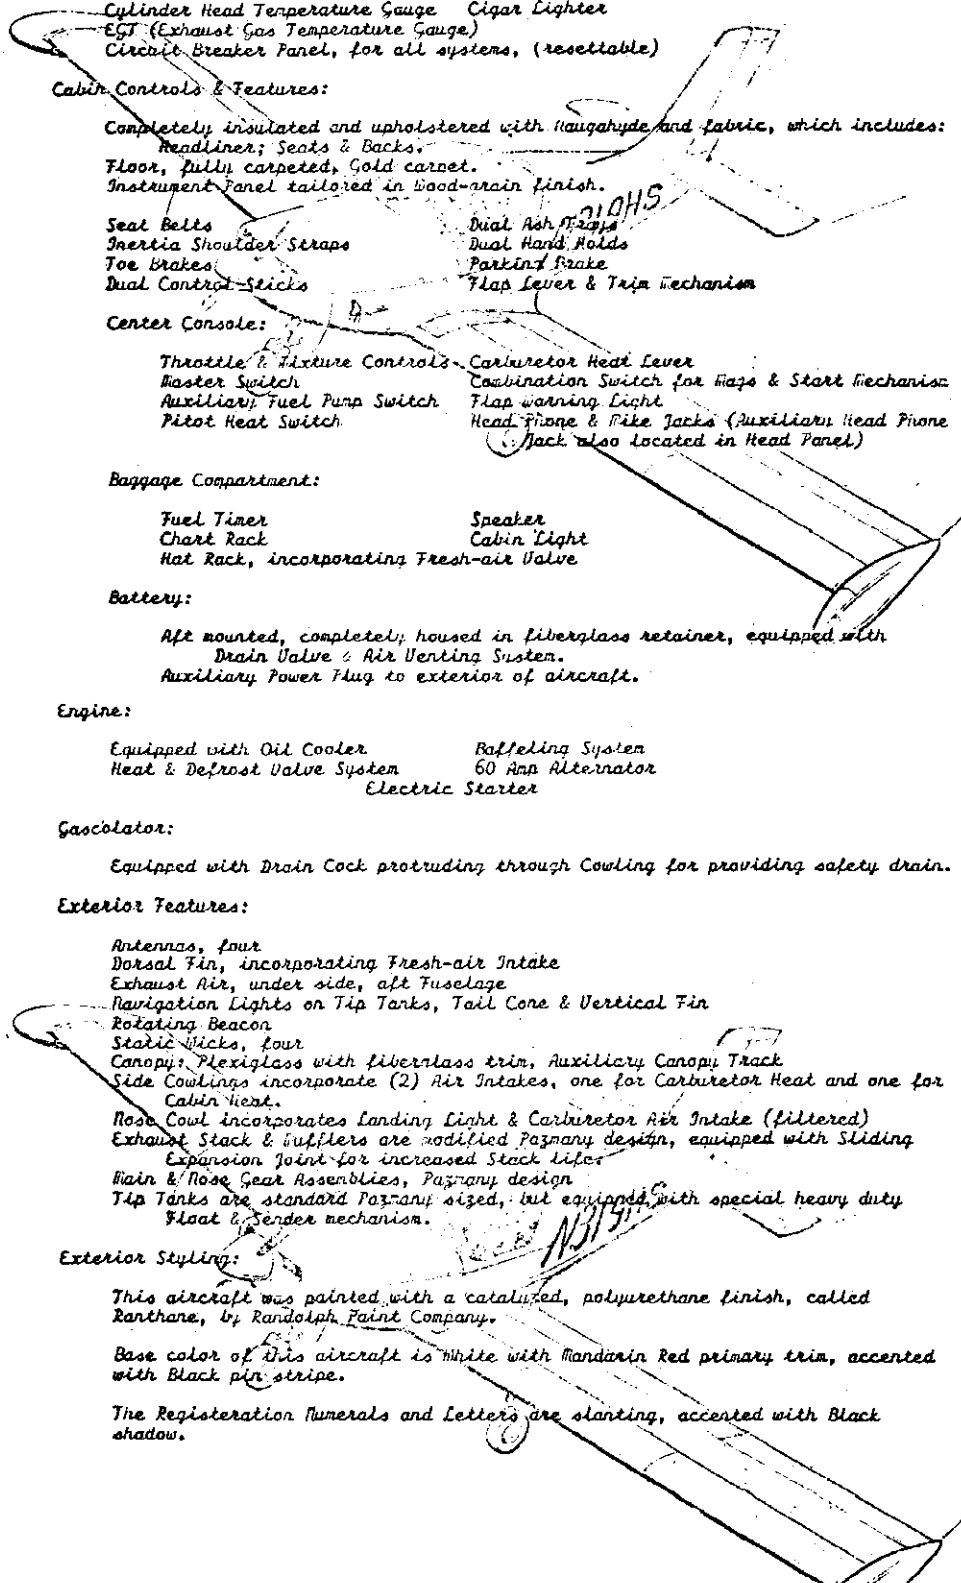 Cylinder Head Temperature Gauge Cigar Lighter
EGT (Exhaust Gas Temperature Gauge)
Circuit Breaker Panel, for all systems, (resettable)
Cabin Controls & Features:
Completely insulated and upholstered with Naugahyde and fabric, which includes:
Headliner; Seats & Backs.
Floor, fully carpeted, Gold carpet.
Instrument Panel tailored in Wood-grain finish.
Seat Belts Dual Ash Trays
Inertia Shoulder Straps Dual Hand Holds
Toe Brakes Parking Brake
Dual Control Sticks Flap Lever & Trim Mechanism
Center Console:
Throttle & Mixture Controls Carburetor Heat Lever
Master Switch Combination Switch for Mags & Start Mechanism
Auxiliary Fuel Pump Switch Flap Warning Light
Pitot Heat Switch Head Phone & Mike Jacks (Auxiliary Head Phone
Jack also located in Head Panel)
Baggage Compartment:
Fuel Timer Speaker
Chart Rack Cabin Light
Hat Rack, incorporating Fresh-air Valve
Battery:
Aft mounted, completely housed in fiberglass retainer, equipped with
Drain Valve & Air Venting System.
Auxiliary Power Plug to exterior of aircraft.
Engine:
Equipped with Oil Cooler Baffeling System
Heat & Defrost Valve System 60 Amp Alternator
Electric Starter
Gascolator:
Equipped with Drain Cock protruding through Cowling for providing safety drain.
Exterior Features:
Antennas, four
Dorsal Fin, incorporating Fresh-air Intake
Exhaust Air, under side, aft Fuselage
Navigation Lights on Tip Tanks, Tail Cone & Vertical Fin
Rotating Beacon
Static Wicks, four
Canopy: Plexiglass with fiberglass trim, Auxiliary Canopy Track
Side Cowlings incorporate (2) Air Intakes, one for Carburetor Heat and one for
Cabin Heat.
Nose Cowl incorporates Landing Light & Carburetor Air Intake (filtered)
Exhaust Stack & Mufflers are modified Pazmany design, equipped with Sliding
Expansion Joint for increased Stack life.
Main & Nose Gear Assemblies, Pazmany design
Tip Tanks are standard Pazmany sized, but equipped with special heavy duty
Float & Sender mechanism.
Exterior Styling:
This aircraft was painted with a catalyzed, polyurethane finish, called
Ranthane, by Randolph Paint Company.
Base color of this aircraft is White with Mandarin Red primary trim, accented
with Black pin stripe.
The Registeration Numerals and Letters are slanting, accented with Black
shadow.